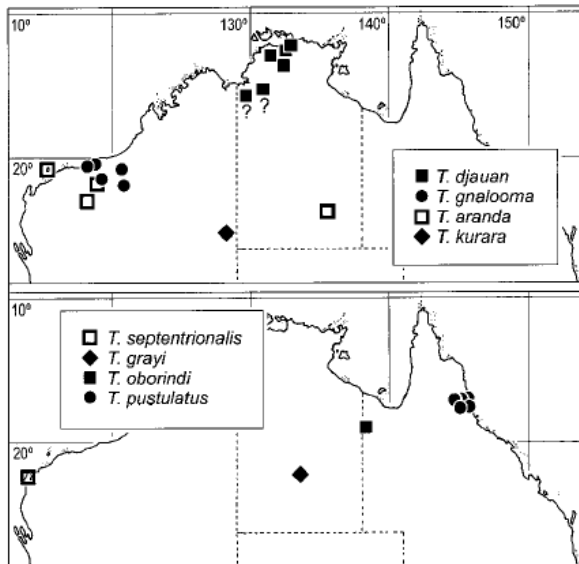 10° 130° 140° 150°
? ?
20°
T. djauan
T. gnalooma
T. aranda
T. kurara
10°
T. septentrionalis
T. grayi
T. oborindi
T. pustulatus
20°